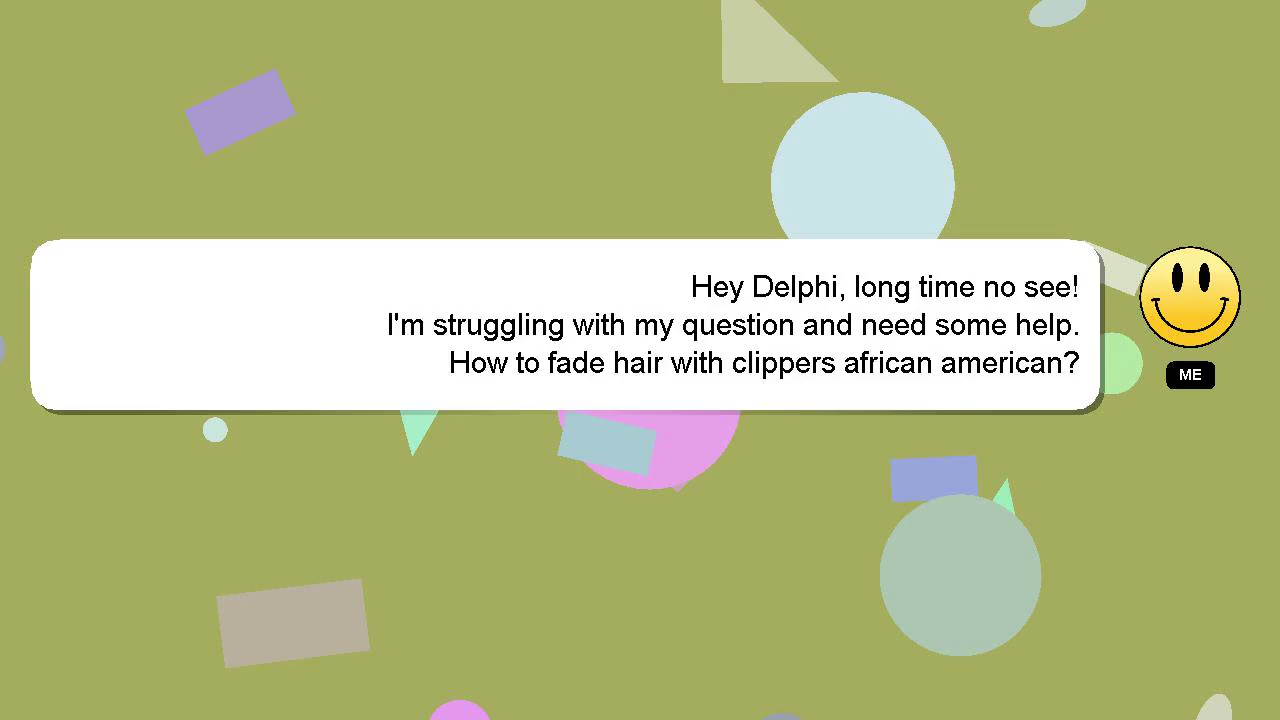 Hey Delphi, long time no see!
I'm struggling with my question and need some help.
How to fade hair with clippers african american?
ME